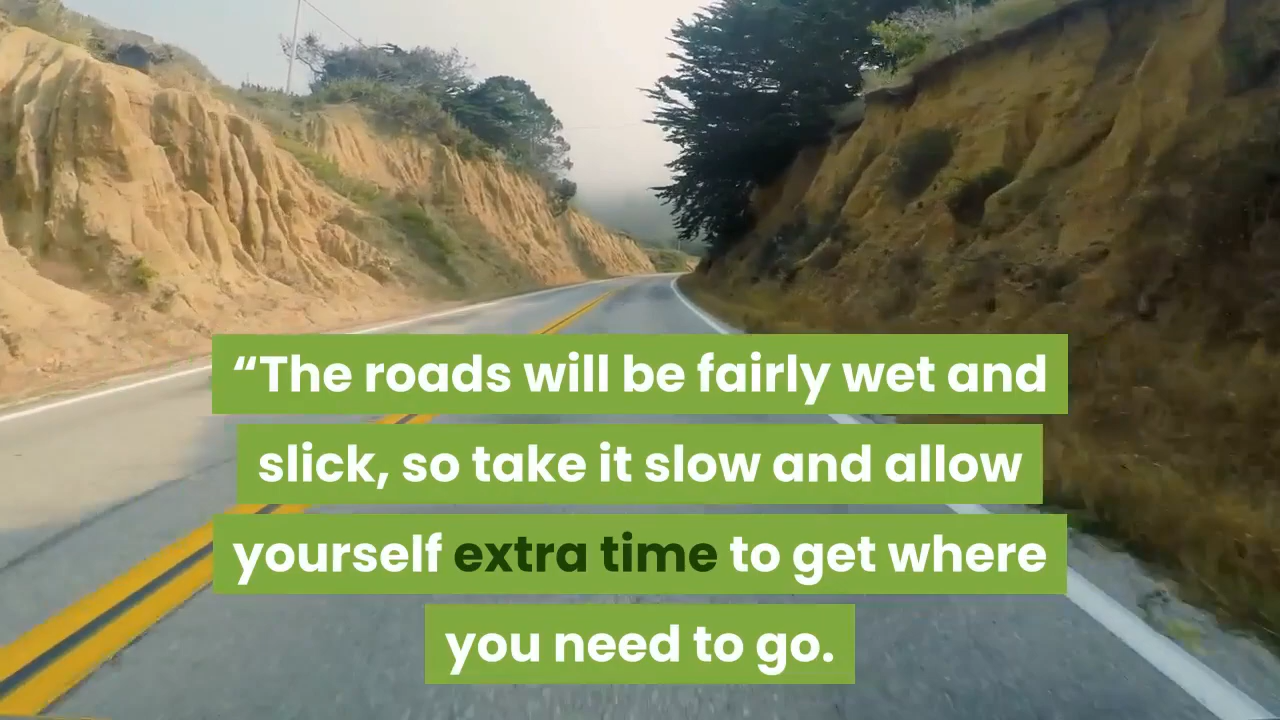 “The roads will be fairly wet and
slick, so take it slow and allow
yourself extra time to get where
you need to go.